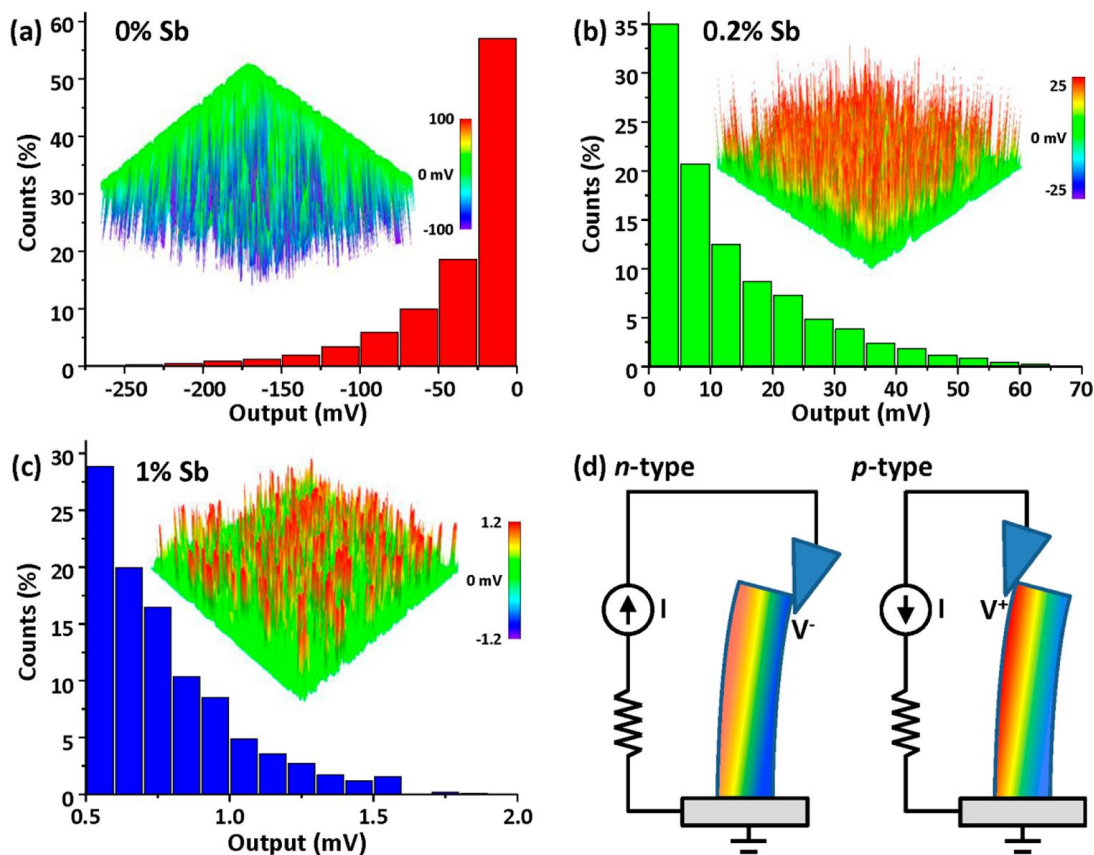 (a)
0% Sb
60
50
40
30
20
10
0
Counts (%)
100
0 mV
-100
-250 -200 -150 -100 -50 0
Output (mV)
(b)
0.2% Sb
35
30
25
20
15
10
5
0
Counts (%)
25
0 mV
-25
0 10 20 30 40 50 60 70
Output (mV)
(c)
1% Sb
30
25
20
15
10
5
0
Counts (%)
1.2
0 mV
-1.2
0.5 1.0 1.5 2.0
Output (mV)
(d) n-type p-type
I
V-
I
V+